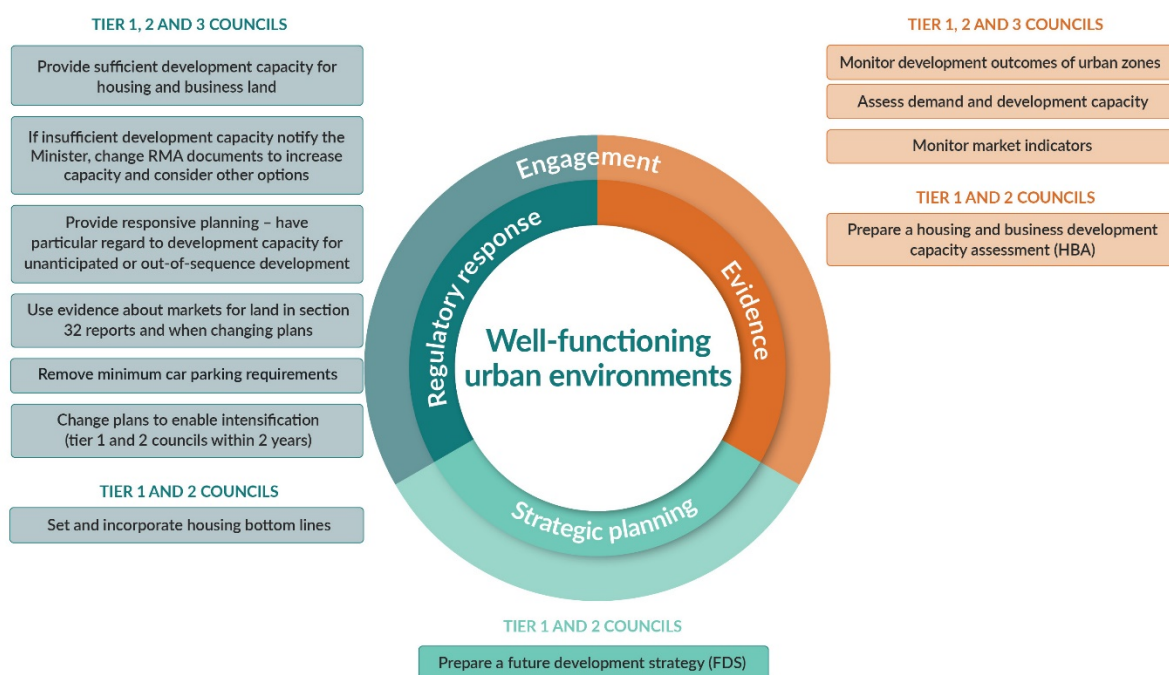 TIER 1, 2 AND 3 COUNCILS
Provide sufficient development capacity for
housing and business land
If insufficient development capacity notify the
Minister, change RMA documents to increase
capacity and consider other options
Provide responsive planning – have
particular regard to development capacity for
unanticipated or out-of-sequence development
Use evidence about markets for land in section
32 reports and when changing plans
Remove minimum car parking requirements
Change plans to enable intensification
(tier 1 and 2 councils within 2 years)
TIER 1 AND 2 COUNCILS
Set and incorporate housing bottom lines
Engagement
Regulatory response
Evidence
Well-functioning
urban environments
Strategic planning
TIER 1, 2 AND 3 COUNCILS
Monitor development outcomes of urban zones
Assess demand and development capacity
Monitor market indicators
TIER 1 AND 2 COUNCILS
Prepare a housing and business development
capacity assessment (HBA)
TIER 1 AND 2 COUNCILS
Prepare a future development strategy (FDS)